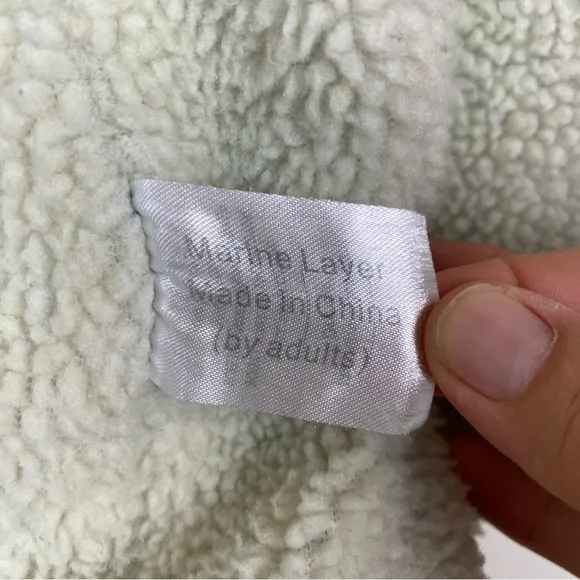 Marine Layer
Made in China
(by adults)